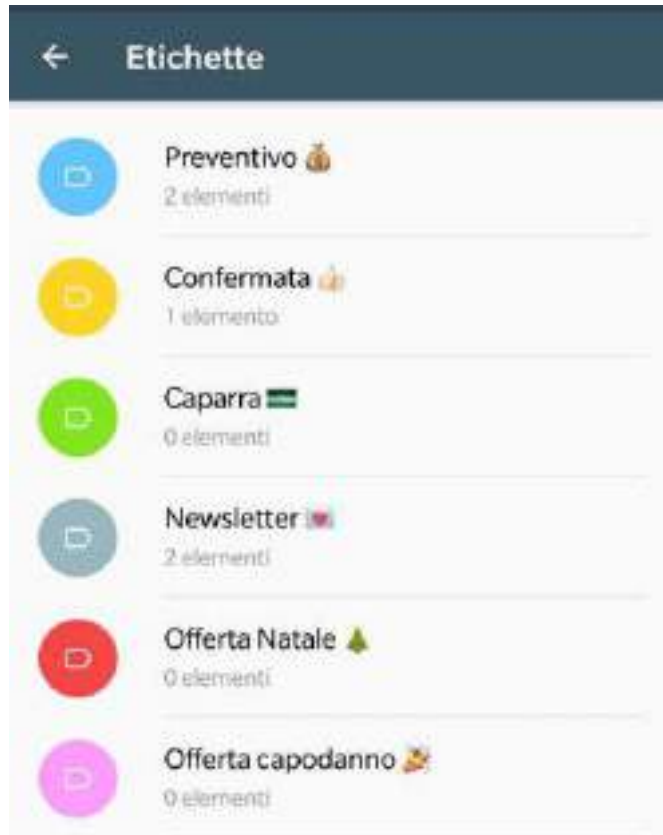 Etichette
Preventivo 💰
2 elementi
Confermata 👍🏻
1 elemento
Caparra
0 elementi
Newsletter 💌
2 elementi
Offerta Natale 🎄
0 elementi
Offerta capodanno 🎉
0 elementi